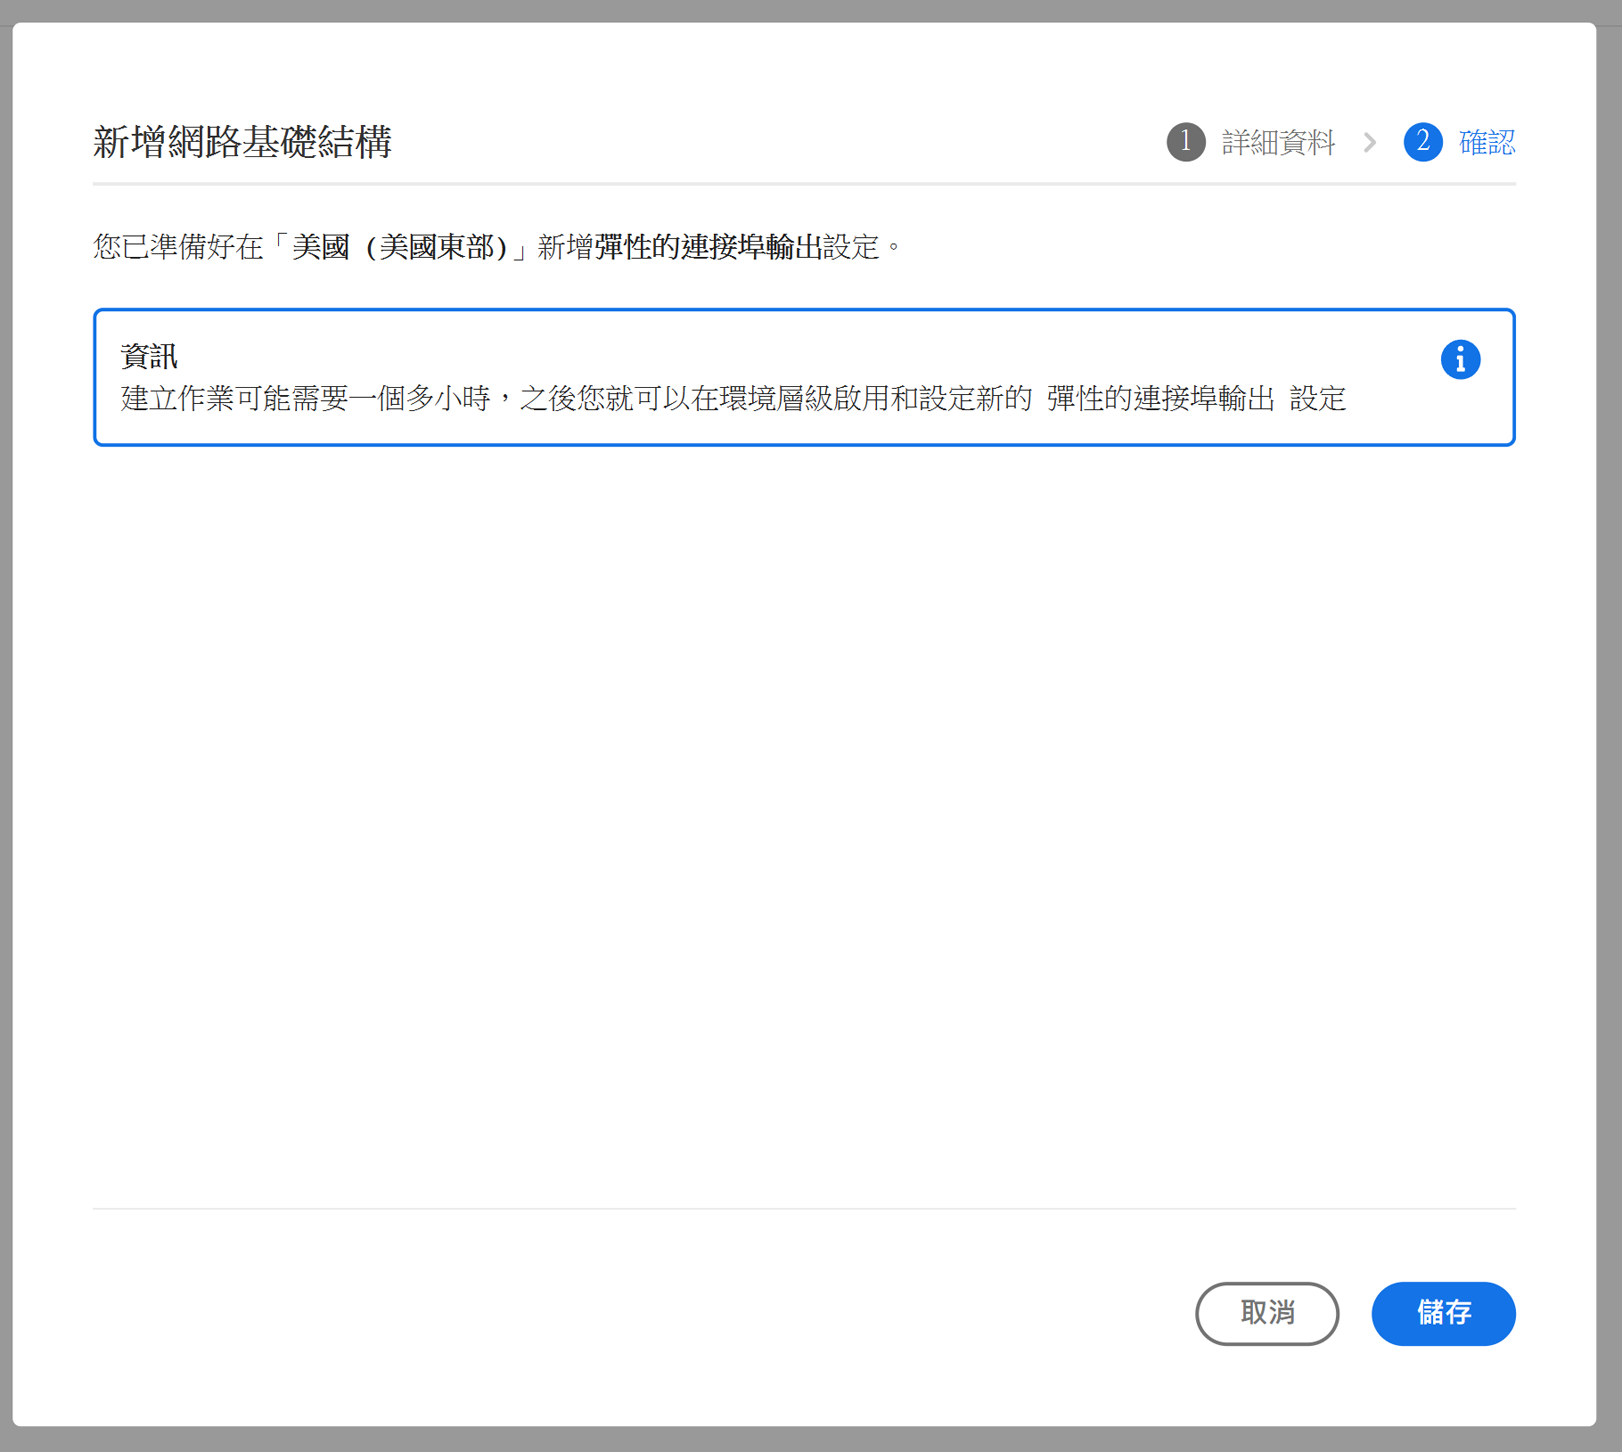 新增網路基礎結構
1 詳細資料 2 確認
您已準備好在「美國 (美國東部)」新增彈性的連接埠輸出設定。
資訊
建立作業可能需要一個多小時，之後您就可以在環境層級啟用和設定新的 彈性的連接埠輸出 設定
取消 儲存